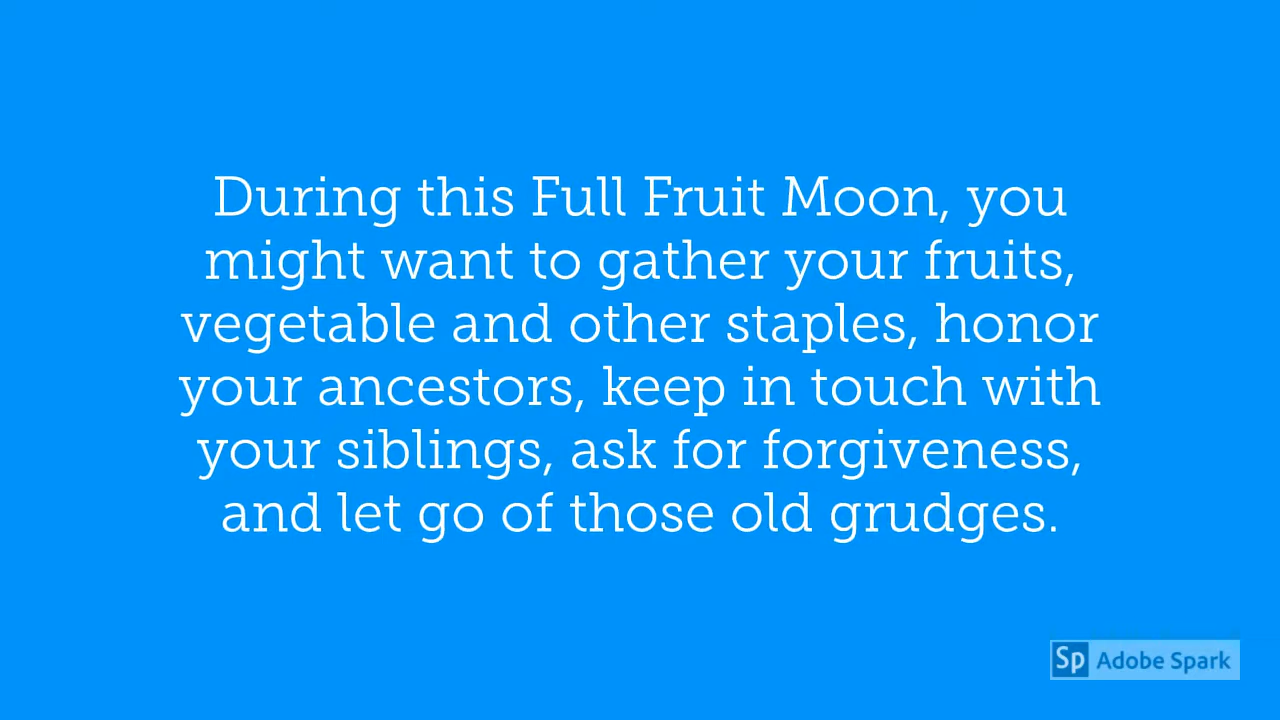 During this Full Fruit Moon, you
might want to gather your fruits,
vegetable and other staples, honor
your ancestors, keep in touch with
your siblings, ask for forgiveness,
and let go of those old grudges.
Sp Adobe Spark